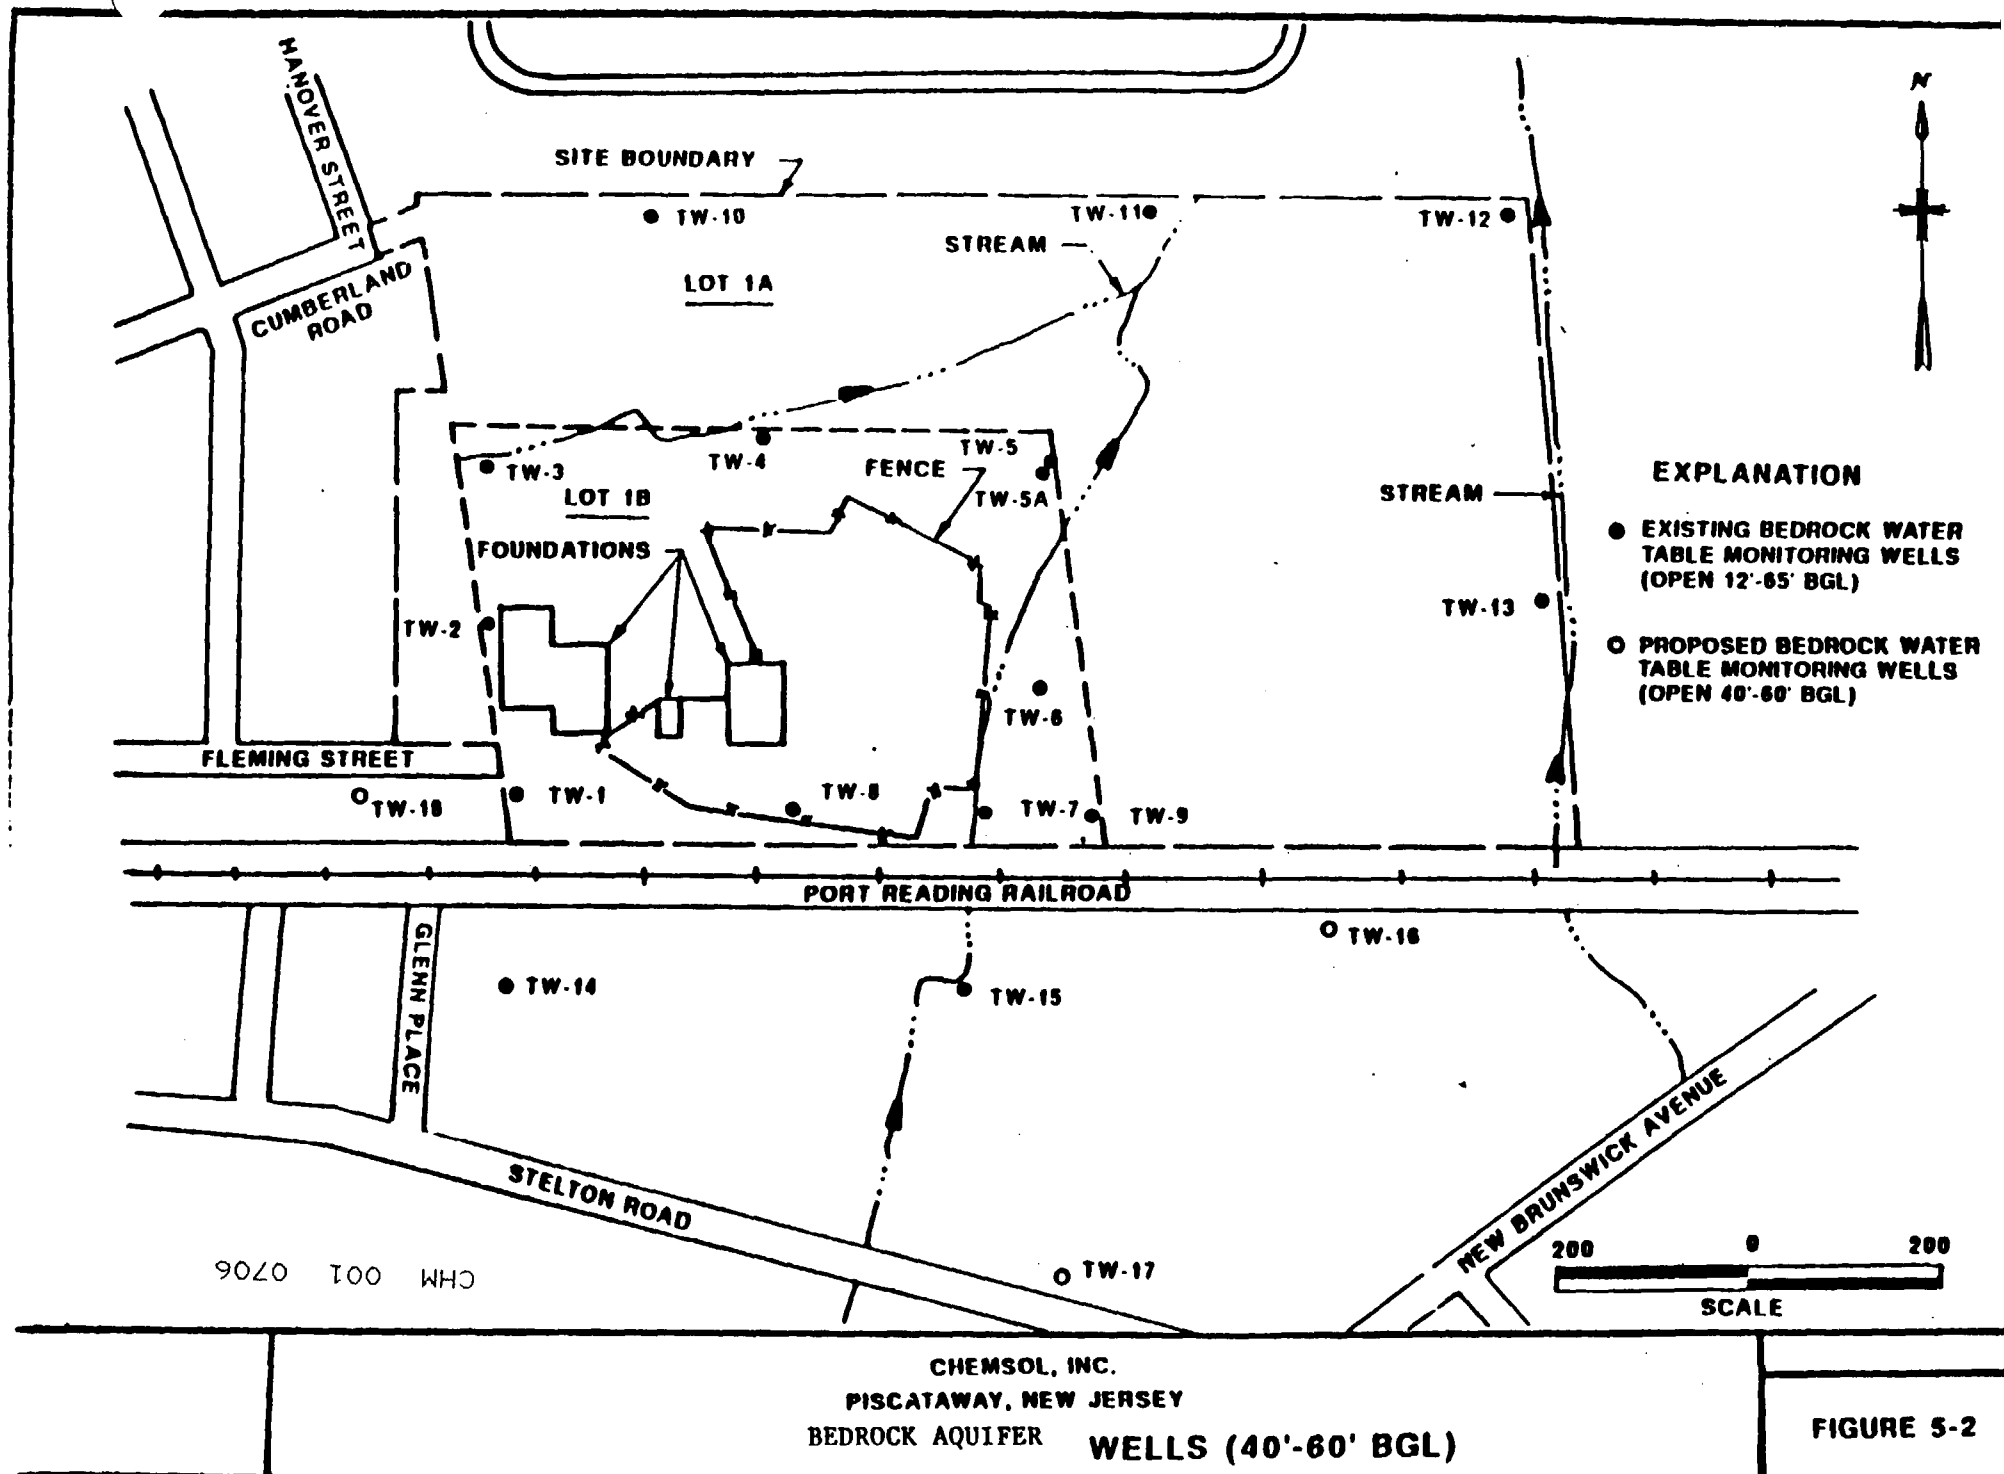 HANOVER STREET
N
SITE BOUNDARY
TW-10
TW-11
TW-12
STREAM
LOT 1A
CUMBERLAND
ROAD
TW-5
TW-3
TW-4
FENCE
TW-5A
LOT 1B
FOUNDATIONS
STREAM
EXPLANATION
EXISTING BEDROCK WATER
TABLE MONITORING WELLS
(OPEN 12'-65' BGL)
PROPOSED BEDROCK WATER
TABLE MONITORING WELLS
(OPEN 40'-60' BGL)
TW-2
TW-13
TW-6
FLEMING STREET
TW-18
TW-1
TW-8
TW-7
TW-9
PORT READING RAILROAD
GLENN PLACE
TW-14
TW-15
TW-16
STELTON ROAD
NEW BRUNSWICK AVENUE
TW-17
200 0 200
SCALE
CHM 001 0706
CHEMSOL, INC.
PISCATAWAY, NEW JERSEY
BEDROCK AQUIFER WELLS (40'-60' BGL)
FIGURE 5-2